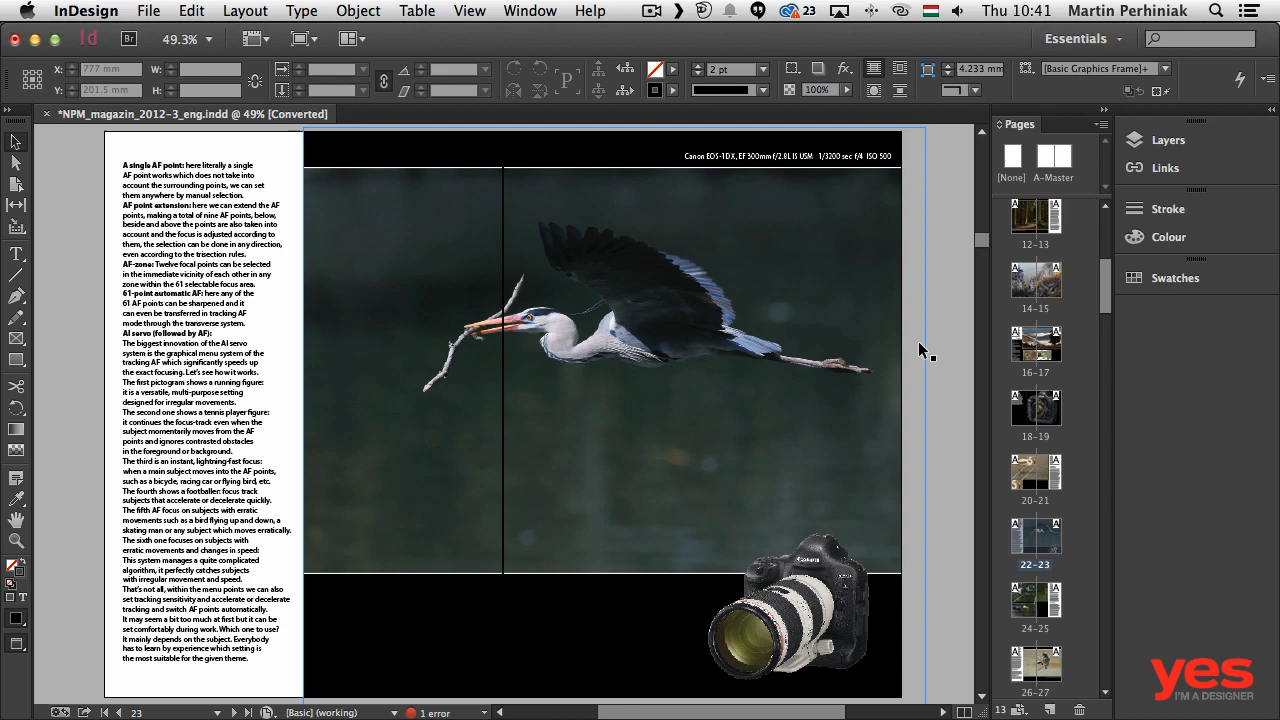 InDesign File Edit Layout Type Object Table View Window Help 23 Thu 10:41 Martin Perhiniak
Id Br 49.3% Essentials
X: 777 mm W: 2 pt fx 4.233 mm [Basic Graphics Frame]+
Y: 201.5 mm H: P 100%
*NPM_magazin_2012-3_eng.indd @ 49% [Converted]
Canon EOS-1DX, EF 300mm f/2.8L IS USM 1/3200 sec f/4 ISO 500
A single AF point: here literally a single
AF point works which does not take into
account the surrounding points, we can set
them anywhere by manual selection.
AF point extension: here we can extend the AF
points, making a total of nine AF points, below,
beside and above the points are also taken into
account and the focus is adjusted according to
them, the selection can be done in any direction,
even according to the trisection rules.
AF-zone: Twelve focal points can be selected
in the immediate vicinity of each other in any
zone within the 61 selectable focus area.
61-point automatic AF: here any of the
61 AF points can be sharpened and it
can even be transferred in tracking AF
mode through the transverse system.
AI servo (followed by AF):
The biggest innovation of the AI servo
system is the graphical menu system of the
tracking AF which significantly speeds up
the exact focusing. Let's see how it works.
The first pictogram shows a running figure:
it is a versatile, multi-purpose setting
designed for irregular movements.
The second one shows a tennis player figure:
it continues the focus-track even when the
subject momentarily moves from the AF
points and ignores contrasted obstacles
in the foreground or background.
The third is an instant, lightning-fast focus:
when a main subject moves into the AF points,
such as a bicycle, racing car or flying bird, etc.
The fourth shows a footballer: focus track
subjects that accelerate or decelerate quickly.
The fifth AF focus on subjects with erratic
movements such as a bird flying up and down, a
skating man or any subject which moves erratically.
The sixth one focuses on subjects with
erratic movements and changes in speed:
This system manages a quite complicated
algorithm, it perfectly catches subjects
with irregular movement and speed.
That's not all, within the menu points we can also
set tracking sensitivity and accelerate or decelerate
tracking and switch AF points automatically.
It may seem a bit too much at first but it can be
set comfortably during work. Which one to use?
It mainly depends on the subject. Everybody
has to learn by experience which setting is
the most suitable for the given theme.
Pages
[None] A-Master
12-13
14-15
16-17
18-19
20-21
22-23
24-25
26-27
13
Layers
Links
Stroke
Colour
Swatches
23 [Basic] (working) 1 error
yes
I'M A DESIGNER